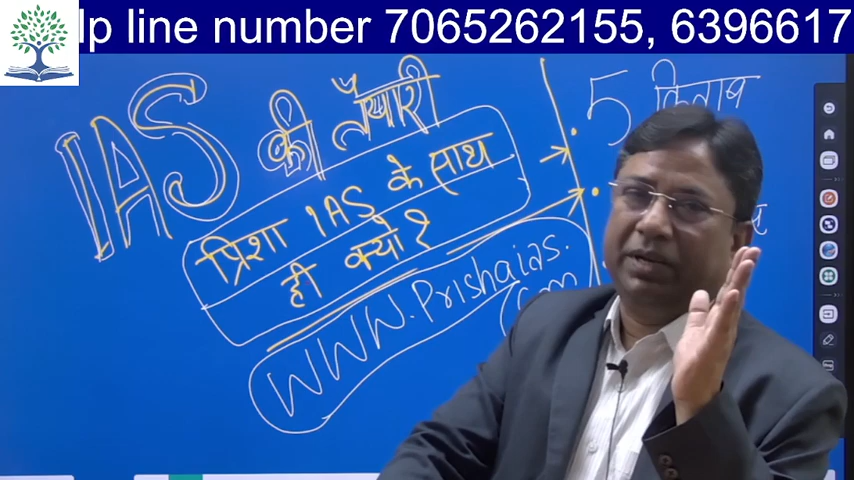 lp line number 7065262155, 6396617
IAS की तैयारी
5 किताब
प्रिशा IAS के साथ
ही क्यो?
WWW.Prishaias.
Com